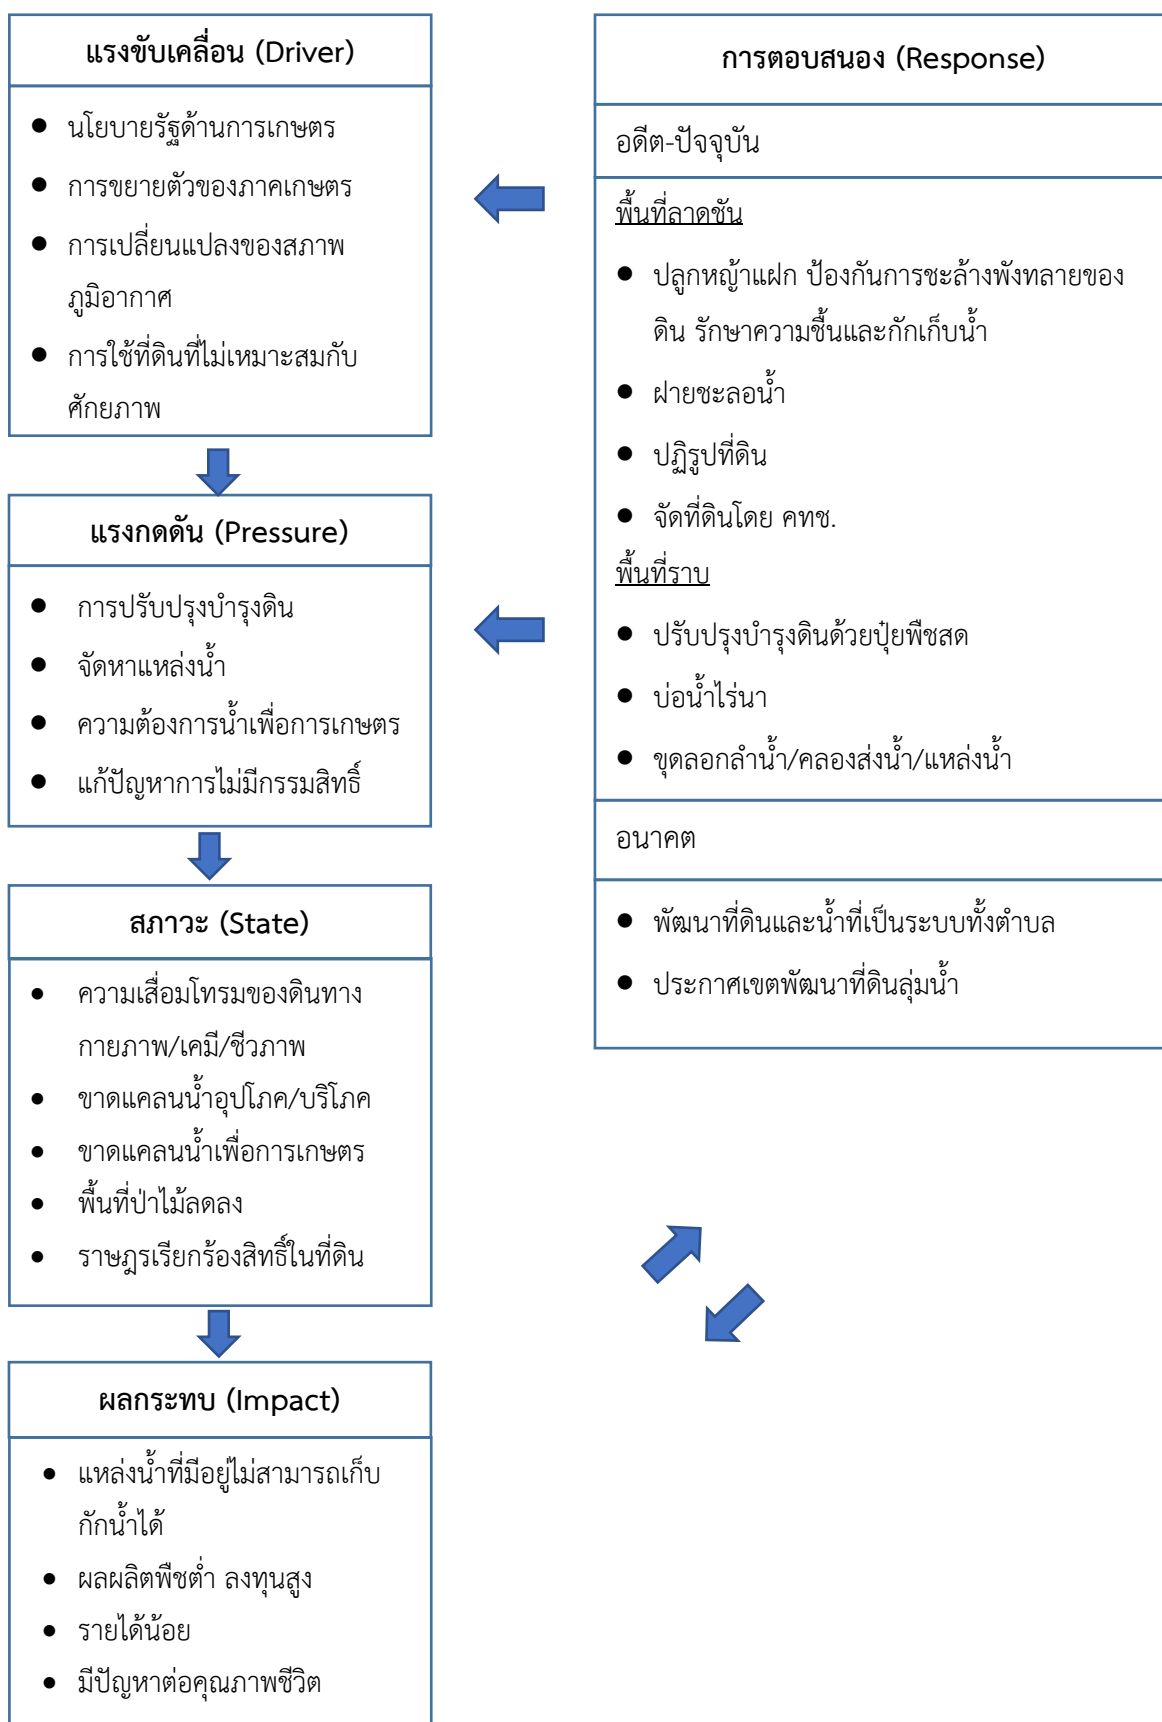 แรงขับเคลื่อน (Driver)
● นโยบายรัฐด้านการเกษตร
● การขยายตัวของภาคเกษตร
● การเปลี่ยนแปลงของสภาพ
ภูมิอากาศ
● การใช้ที่ดินที่ไม่เหมาะสมกับ
ศักยภาพ
แรงกดดัน (Pressure)
● การปรับปรุงบำรุงดิน
● จัดหาแหล่งน้ำ
● ความต้องการน้ำเพื่อการเกษตร
● แก้ปัญหาการไม่มีกรรมสิทธิ์
สภาวะ (State)
● ความเสื่อมโทรมของดินทาง
กายภาพ/เคมี/ชีวภาพ
● ขาดแคลนน้ำอุปโภค/บริโภค
● ขาดแคลนน้ำเพื่อการเกษตร
● พื้นที่ป่าไม้ลดลง
● ราษฎรเรียกร้องสิทธิ์ในที่ดิน
ผลกระทบ (Impact)
● แหล่งน้ำที่มีอยู่ไม่สามารถเก็บ
กักน้ำได้
● ผลผลิตพืชต่ำ ลงทุนสูง
● รายได้น้อย
● มีปัญหาต่อคุณภาพชีวิต
การตอบสนอง (Response)
อดีต-ปัจจุบัน
พื้นที่ลาดชัน
● ปลูกหญ้าแฝก ป้องกันการชะล้างพังทลายของ
ดิน รักษาความชื้นและกักเก็บน้ำ
● ฝายชะลอน้ำ
● ปฏิรูปที่ดิน
● จัดที่ดินโดย คทช.
พื้นที่ราบ
● ปรับปรุงบำรุงดินด้วยปุ๋ยพืชสด
● บ่อน้ำไร่นา
● ขุดลอกลำน้ำ/คลองส่งน้ำ/แหล่งน้ำ
อนาคต
● พัฒนาที่ดินและน้ำที่เป็นระบบทั้งตำบล
● ประกาศเขตพัฒนาที่ดินลุ่มน้ำ